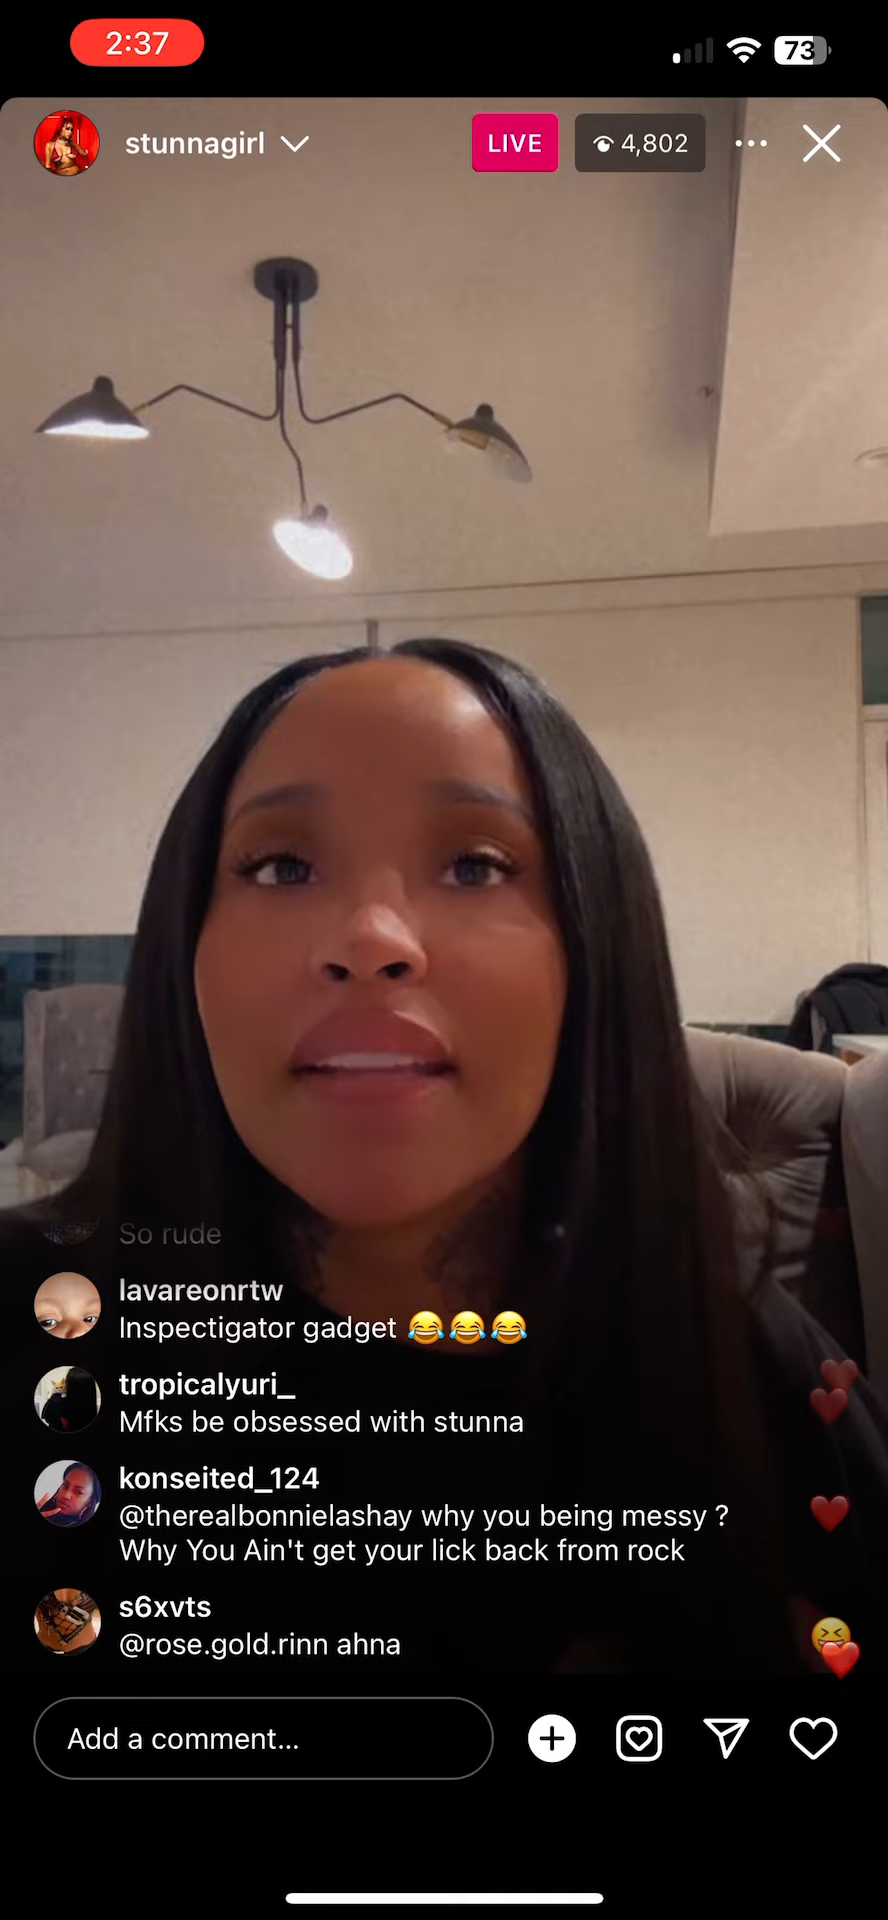 2:37
73
stunnagirl
LIVE
4,802
So rude
lavareonrtw
Inspectigator gadget 😂😂😂
tropicalyuri_
Mfks be obsessed with stunna
konseited_124
@therealbonnielashay why you being messy ?
Why You Ain't get your lick back from rock
s6xvts
@rose.gold.rinn ahna
Add a comment...